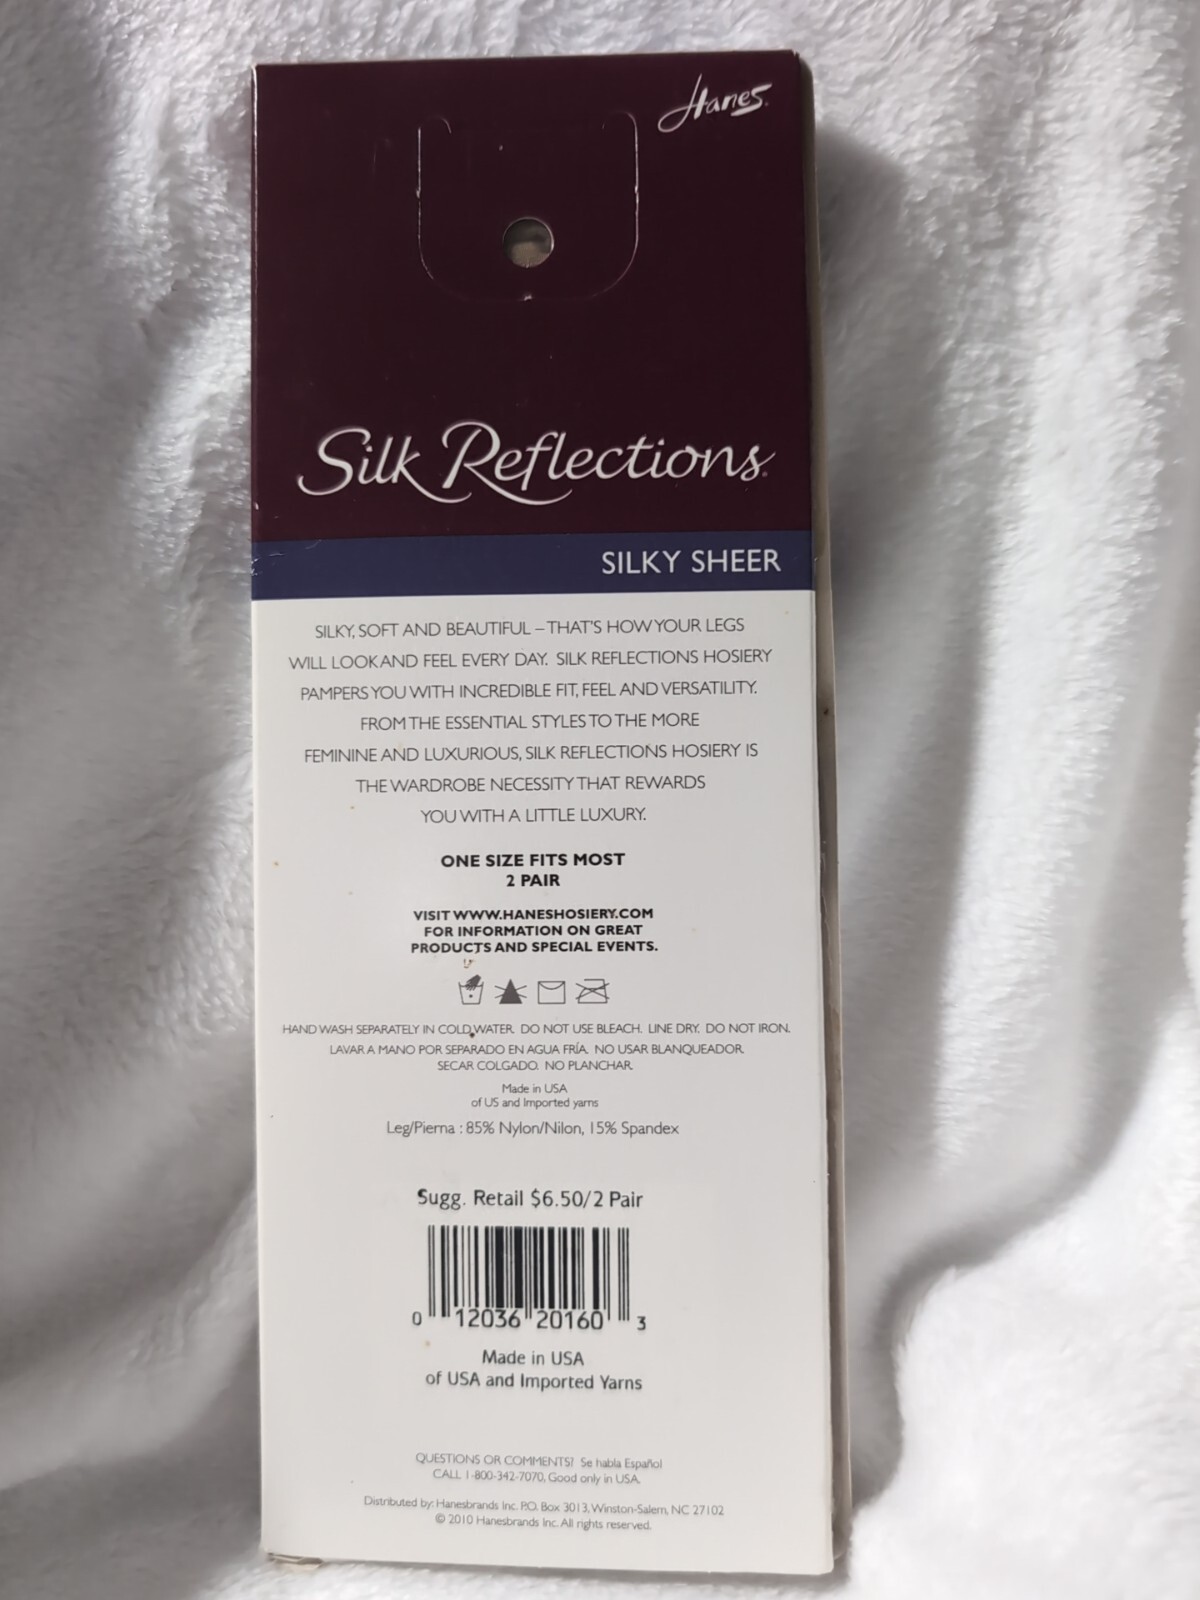 Hanes®
Silk Reflections®
SILKY SHEER
SILKY, SOFT AND BEAUTIFUL – THAT'S HOW YOUR LEGS
WILL LOOK AND FEEL EVERY DAY. SILK REFLECTIONS HOSIERY
PAMPERS YOU WITH INCREDIBLE FIT, FEEL AND VERSATILITY.
FROM THE ESSENTIAL STYLES TO THE MORE
FEMININE AND LUXURIOUS, SILK REFLECTIONS HOSIERY IS
THE WARDROBE NECESSITY THAT REWARDS
YOU WITH A LITTLE LUXURY.
ONE SIZE FITS MOST
2 PAIR
VISIT WWW.HANESHOSIERY.COM
FOR INFORMATION ON GREAT
PRODUCTS AND SPECIAL EVENTS.
HAND WASH SEPARATELY IN COLD WATER. DO NOT USE BLEACH. LINE DRY. DO NOT IRON.
LAVAR A MANO POR SEPARADO EN AGUA FRÍA. NO USAR BLANQUEADOR.
SECAR COLGADO. NO PLANCHAR.
Made in USA
of US and Imported yarns
Leg/Pierna : 85% Nylon/Nilon, 15% Spandex
Sugg. Retail $6.50/2 Pair
0 12036 20160 3
Made in USA
of USA and Imported Yarns
QUESTIONS OR COMMENTS? Se habla Español
CALL 1-800-342-7070, Good only in USA.
Distributed by: Hanesbrands Inc. P.O. Box 3013, Winston-Salem, NC 27102
© 2010 Hanesbrands Inc. All rights reserved.